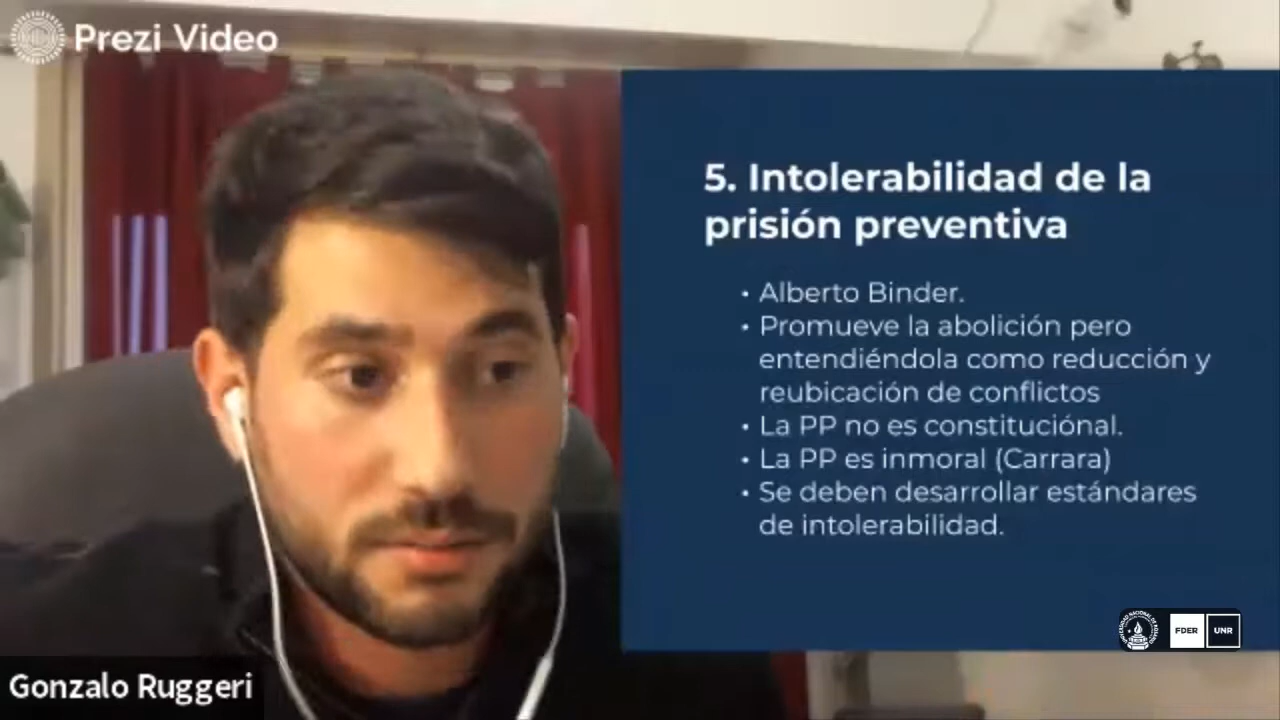 Prezi Video
5. Intolerabilidad de la
prisión preventiva
• Alberto Binder.
• Promueve la abolición pero
entendiéndola como reducción y
reubicación de conflictos
• La PP no es constituciónal.
• La PP es inmoral (Carrara)
• Se deben desarrollar estándares
de intolerabilidad.
FDER
UNR
Gonzalo Ruggeri